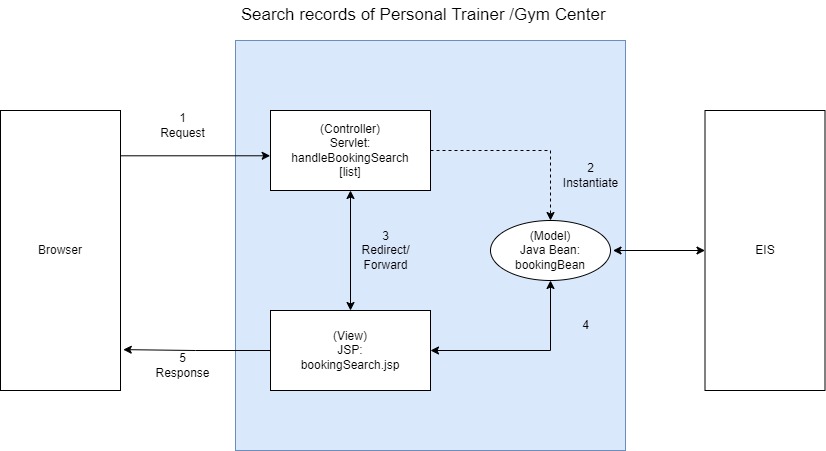 Search records of Personal Trainer /Gym Center
1
Request
(Controller)
Servlet:
handleBookingSearch
[list]
2
Instantiate
Browser
3
Redirect/
Forward
(Model)
Java Bean:
bookingBean
EIS
(View)
JSP:
bookingSearch.jsp
4
5
Response